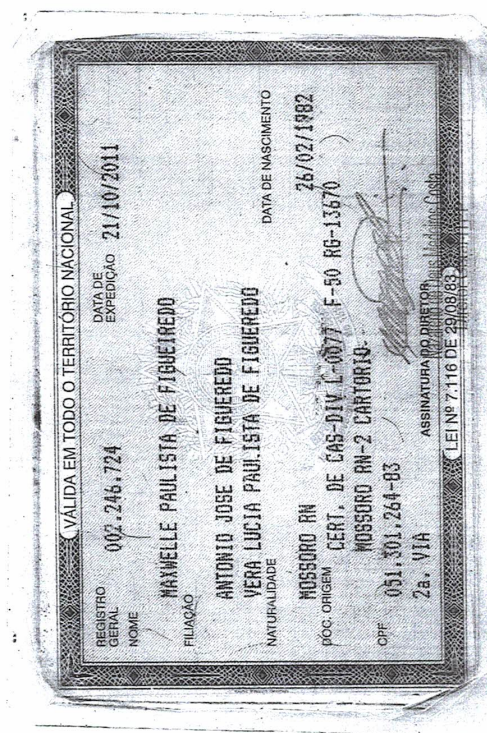 VÁLIDA EM TODO O TERRITÓRIO NACIONAL
REGISTRO GERAL 002.246.724 DATA DE EXPEDIÇÃO 21/10/2011
NOME
MAXWELLE PAULISTA DE FIGUEIREDO
FILIAÇÃO
ANTONIO JOSE DE FIGUEREDO
VERA LUCIA PAULISTA DE FIGUEREDO
NATURALIDADE DATA DE NASCIMENTO
MOSSORO RN 26/02/1982
DOC. ORIGEM CERT. DE CAS-DIV L-0077 F-50 RG-13670
MOSSORO RN-2 CARTORIO
CPF 051.301.264-83
2a. VIA
ASSINATURA DO DIRETOR
LEI Nº 7.116 DE 29/08/83